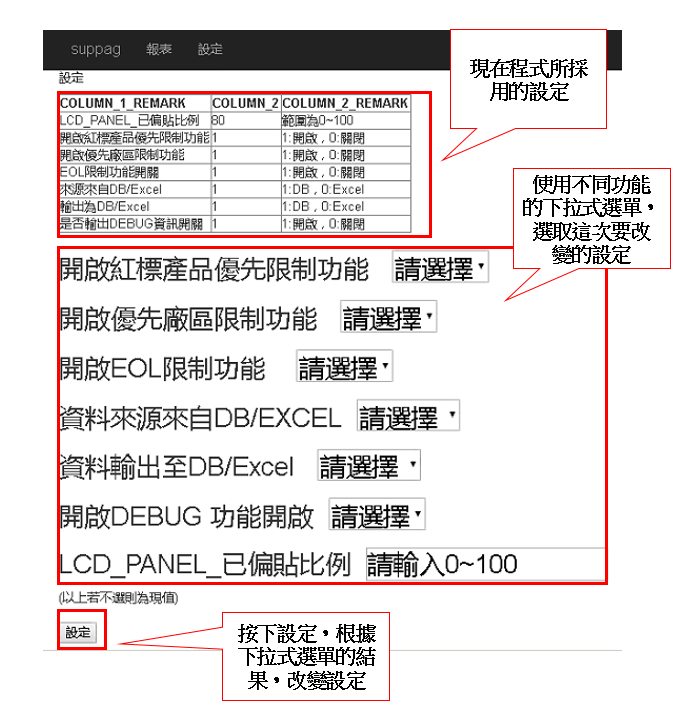 suppag 報表 設定
設定
現在程式所採
用的設定
COLUMN_1_REMARK COLUMN_2 COLUMN_2_REMARK
LCD_PANEL_已偏貼比例 80 範圍為0~100
開啟紅標產品優先限制功能 1 1:開啟，0:關閉
開啟優先廠區限制功能 1 1:開啟，0:關閉
EOL限制功能開關 1 1:開啟，0:關閉
來源來自DB/Excel 1 1:DB，0:Excel
輸出為DB/Excel 1 1:DB，0:Excel
是否輸出DEBUG資訊開關 1 1:開啟，0:關閉
使用不同功能
的下拉式選單，
選取這次要改
變的設定
開啟紅標產品優先限制功能 請選擇
開啟優先廠區限制功能 請選擇
開啟EOL限制功能 請選擇
資料來源來自DB/EXCEL 請選擇
資料輸出至DB/Excel 請選擇
開啟DEBUG 功能開啟 請選擇
LCD_PANEL_已偏貼比例 請輸入0~100
(以上若不選則為現值)
設定
按下設定，根據
下拉式選單的結
果，改變設定